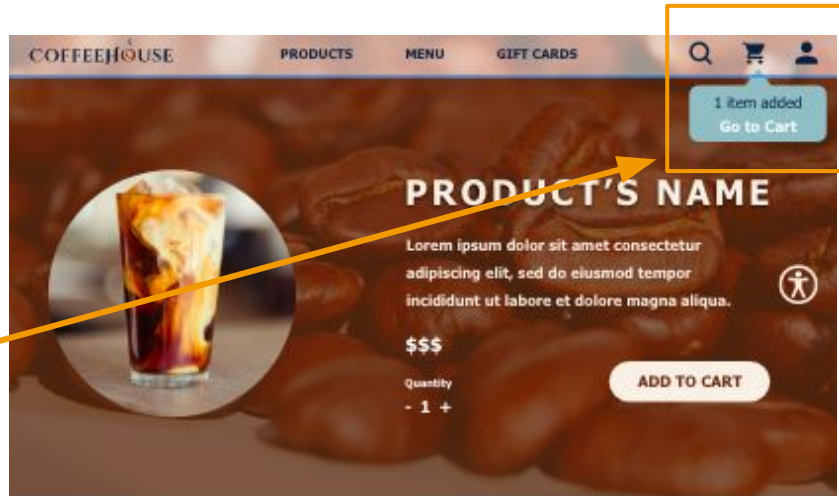 COFFEEHOUSE
PRODUCTS
MENU
GIFT CARDS
1 item added
Go to Cart
PRODUCT'S NAME
Lorem ipsum dolor sit amet consectetur
adipiscing elit, sed do eiusmod tempor
incididunt ut labore et dolore magna aliqua.
$$$
Quantity
- 1 +
ADD TO CART